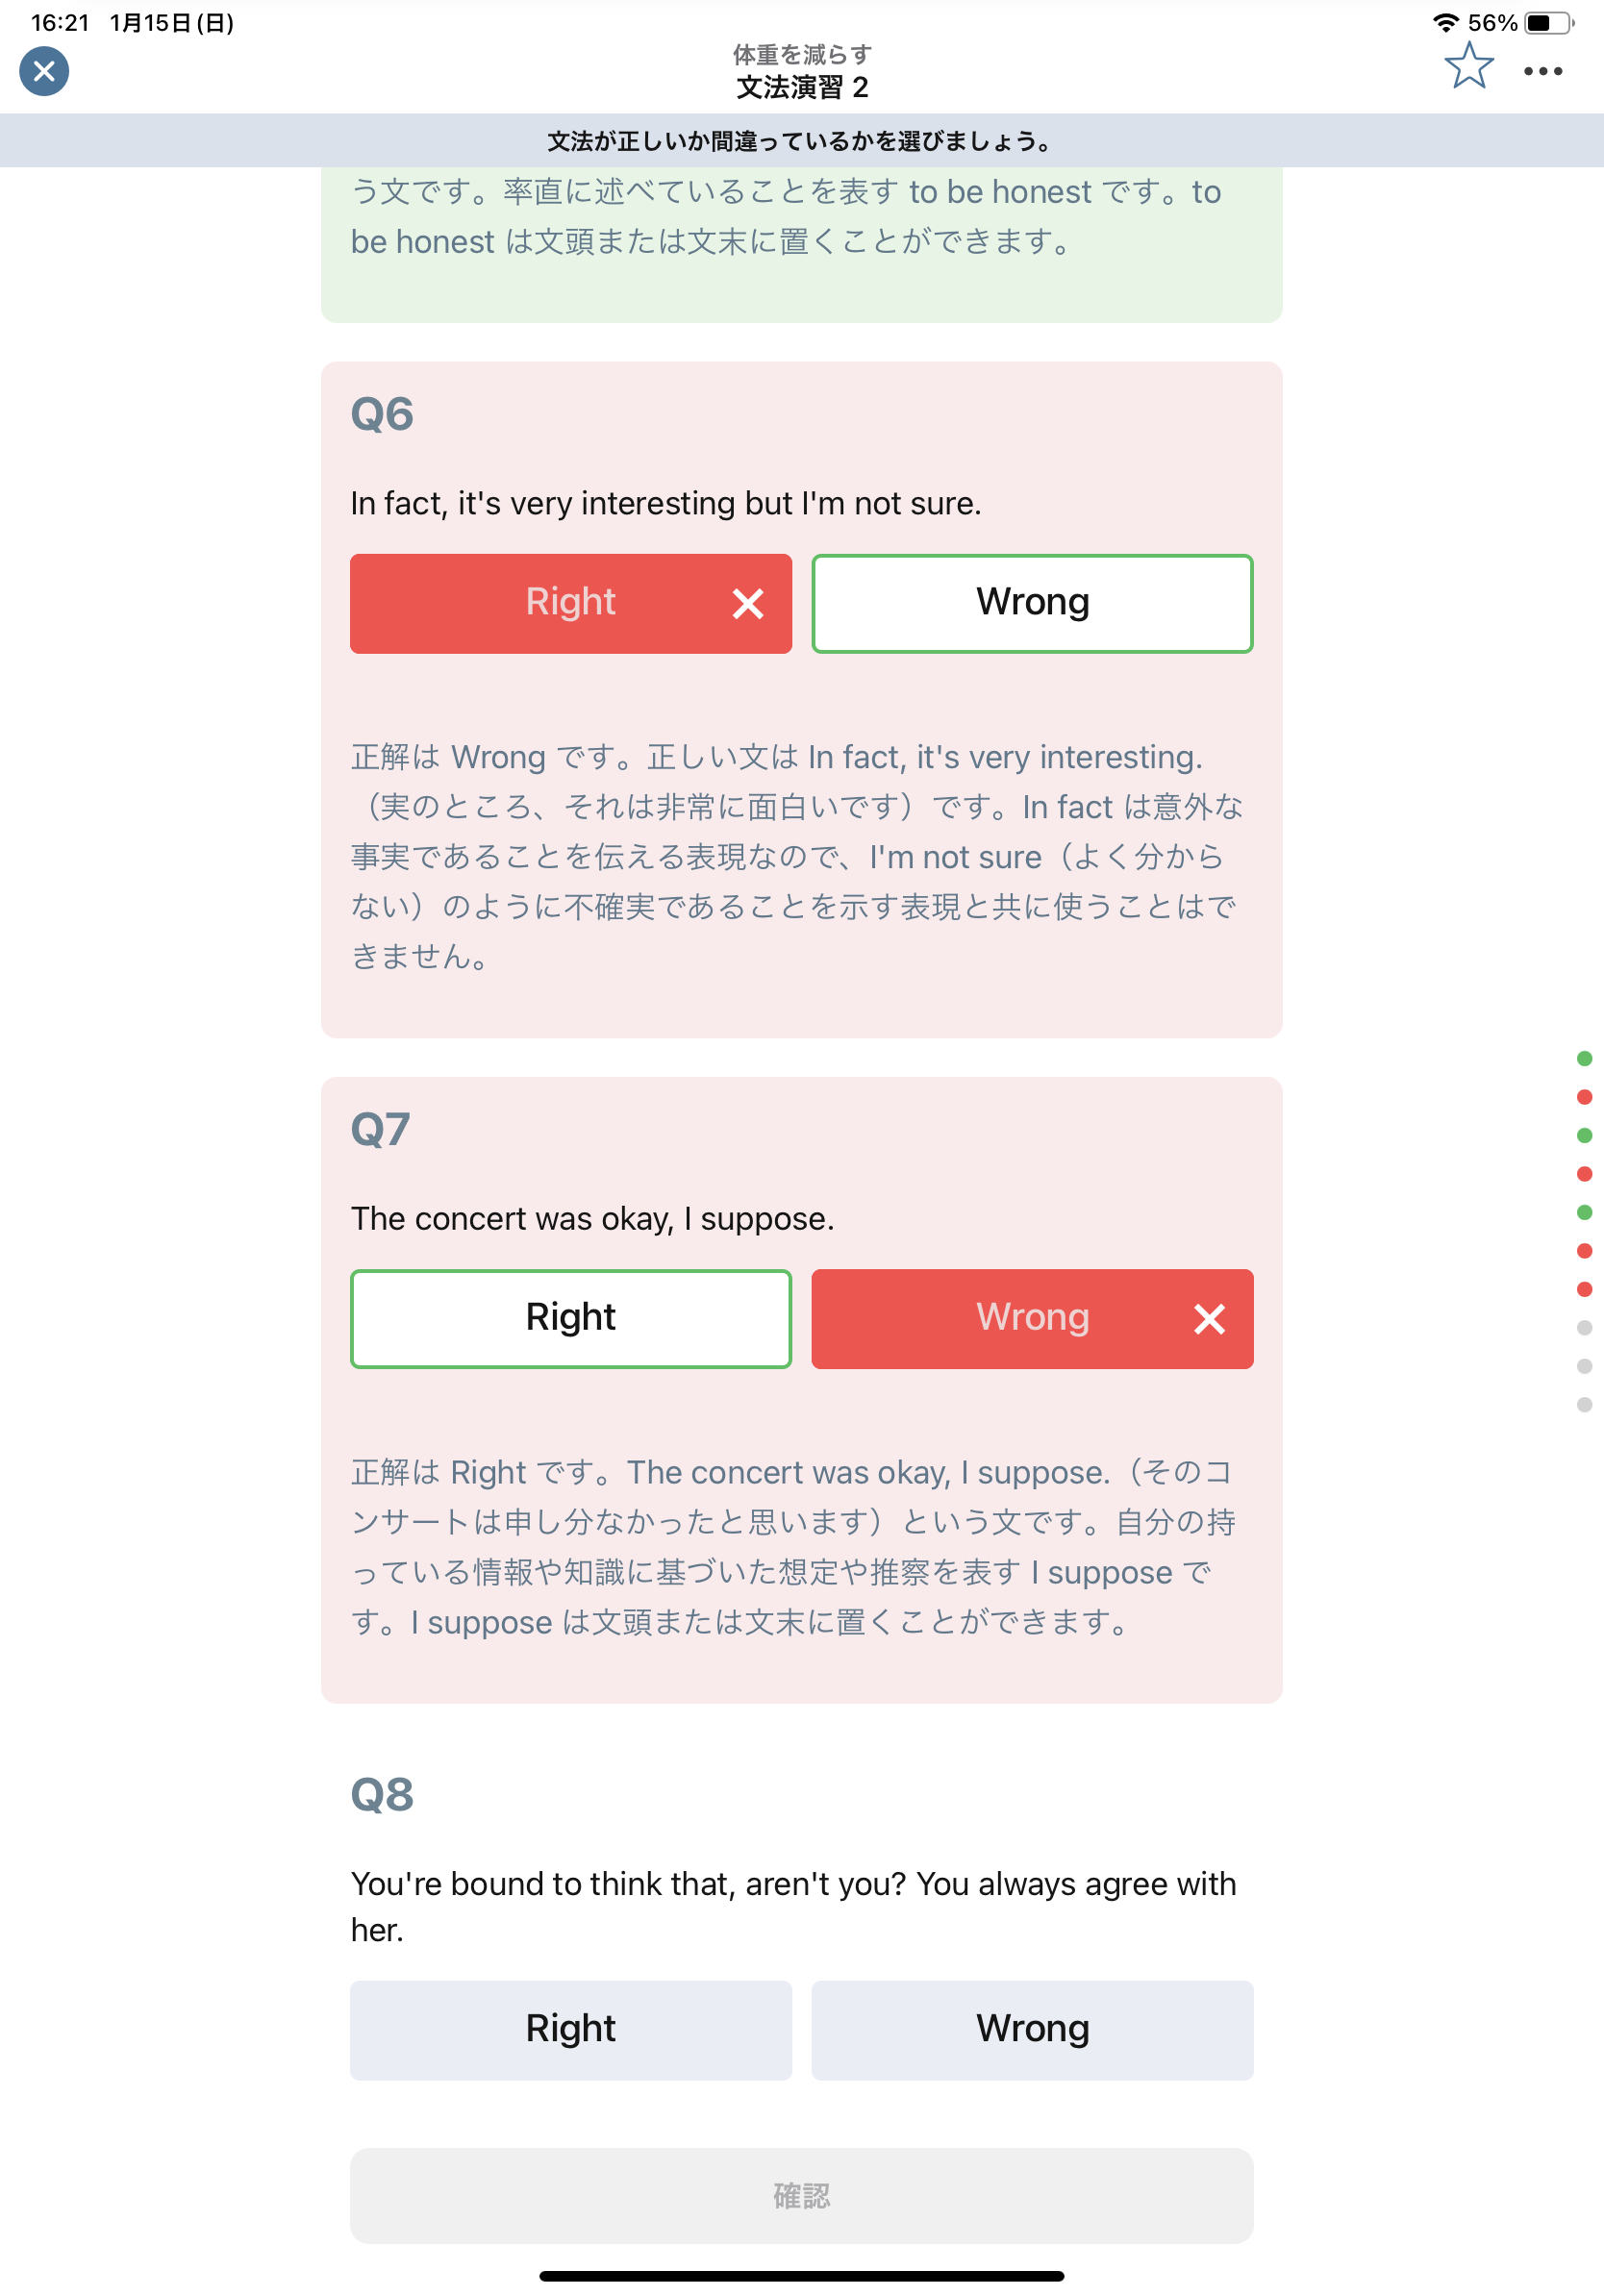 16:21 1月15日(日)
56%
体重を減らす
文法演習 2
文法が正しいか間違っているかを選びましょう。
う文です。率直に述べていることを表す to be honest です。to
be honest は文頭または文末に置くことができます。
Q6
In fact, it's very interesting but I'm not sure.
Right
Wrong
正解は Wrong です。正しい文は In fact, it's very interesting.
（実のところ、それは非常に面白いです）です。In fact は意外な
事実であることを伝える表現なので、I'm not sure（よく分から
ない）のように不確実であることを示す表現と共に使うことはで
きません。
Q7
The concert was okay, I suppose.
Right
Wrong
正解は Right です。The concert was okay, I suppose.（そのコ
ンサートは申し分なかったと思います）という文です。自分の持
っている情報や知識に基づいた想定や推察を表す I suppose で
す。I suppose は文頭または文末に置くことができます。
Q8
You're bound to think that, aren't you? You always agree with
her.
Right
Wrong
確認